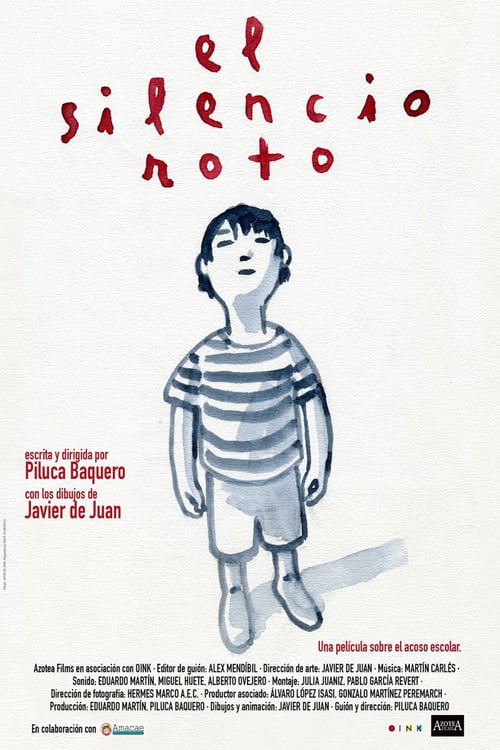 el
silencio
roto
escrita y dirigida por
Piluca Baquero
con los dibujos de
Javier de Juan
Una película sobre el acoso escolar.
Azotea Films en asociación con OINK · Editor de guión: ALEX MENDÍBIL · Dirección de arte: JAVIER DE JUAN · Música: MARTÍN CARLÉS ·
Sonido: EDUARDO MARTÍN, MIGUEL HUETE, ALBERTO OVEJERO · Montaje: JULIA JUANIZ, PABLO GARCÍA REVERT ·
Dirección de fotografía: HERMES MARCO A.E.C. · Productor asociado: ÁLVARO LÓPEZ ISASI, GONZALO MARTÍNEZ PEREMARCH ·
Producción: EDUARDO MARTÍN, PILUCA BAQUERO · Dibujos y animación: JAVIER DE JUAN · Guión y dirección: PILUCA BAQUERO
En colaboración con Amacae
OINK
AZOTEA
FILMS